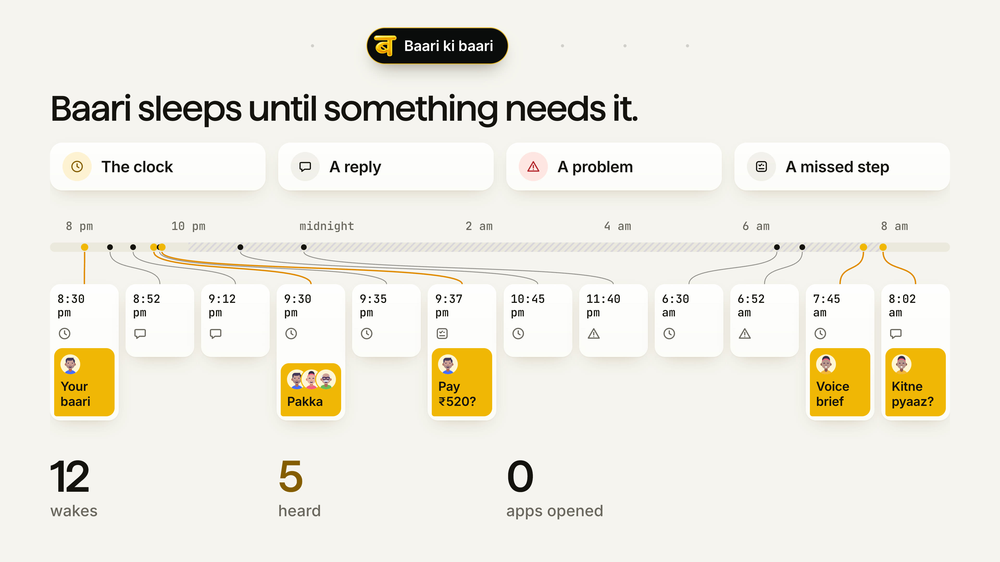 ब Baari ki baari
Baari sleeps until something needs it.
The clock
A reply
A problem
A missed step
8 pm
10 pm
midnight
2 am
4 am
6 am
8 am
8:30
pm
Your
baari
8:52
pm
9:12
pm
9:30
pm
Pakka
9:35
pm
9:37
pm
Pay
₹520?
10:45
pm
11:40
pm
6:30
am
6:52
am
7:45
am
Voice
brief
8:02
am
Kitne
pyaaz?
12
wakes
5
heard
0
apps opened